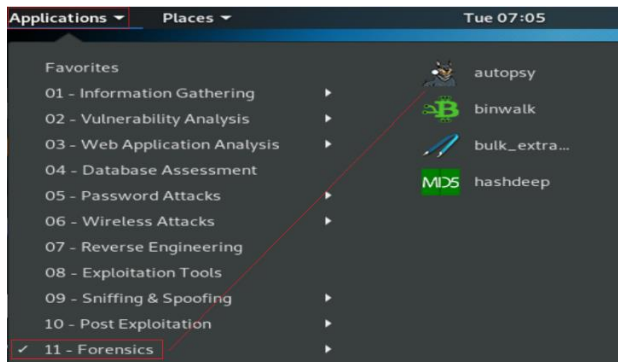 Applications Places Tue 07:05
Favorites
01 - Information Gathering
02 - Vulnerability Analysis
03 - Web Application Analysis
04 - Database Assessment
05 - Password Attacks
06 - Wireless Attacks
07 - Reverse Engineering
08 - Exploitation Tools
09 - Sniffing & Spoofing
10 - Post Exploitation
11 - Forensics
autopsy
binwalk
bulk_extra...
MD5 hashdeep